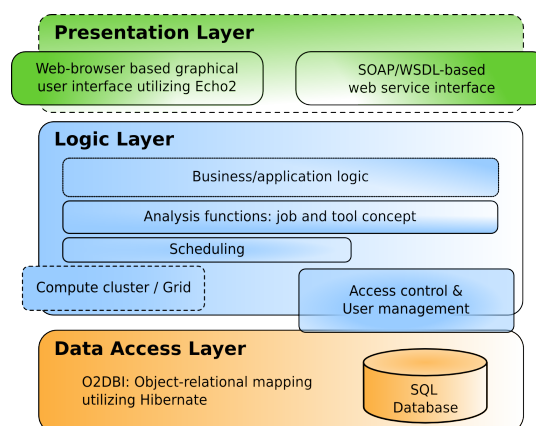 Presentation Layer
Web-browser based graphical
user interface utilizing Echo2
SOAP/WSDL-based
web service interface
Logic Layer
Business/application logic
Analysis functions: job and tool concept
Scheduling
Compute cluster / Grid
Access control &
User management
Data Access Layer
O2DBI: Object-relational mapping
utilizing Hibernate
SQL
Database